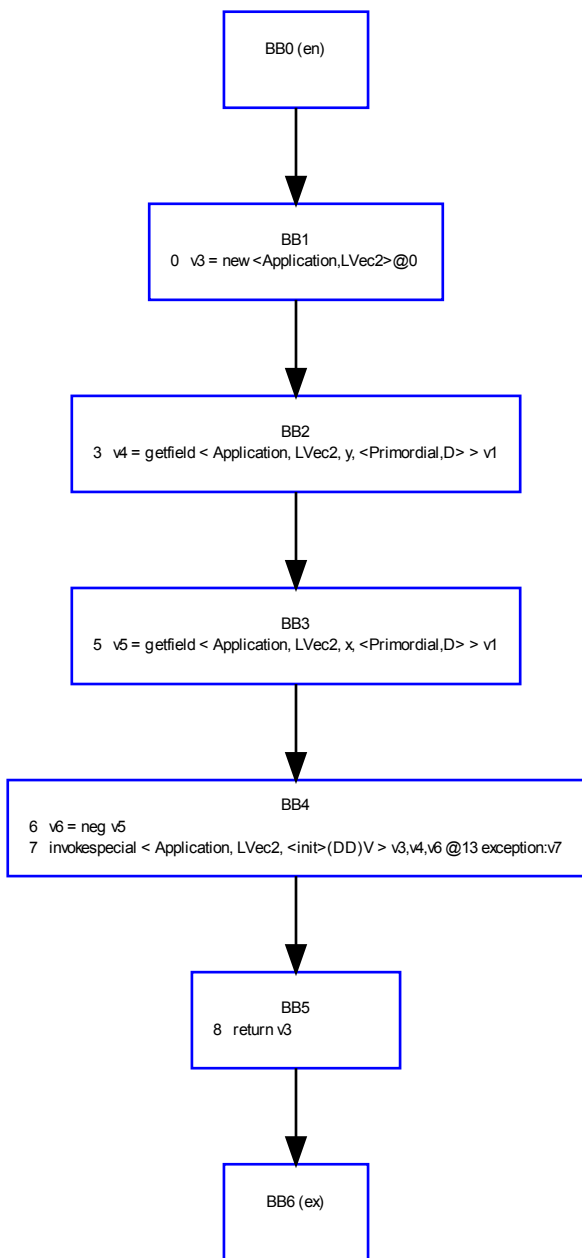 BB0 (en)
BB1
0 v3 = new <Application,LVec2>@0
BB2
3 v4 = getfield < Application, LVec2, y, <Primordial,D> > v1
BB3
5 v5 = getfield < Application, LVec2, x, <Primordial,D> > v1
BB4
6 v6 = neg v5
7 invokespecial < Application, LVec2, <init>(DD)V > v3,v4,v6 @13 exception:v7
BB5
8 return v3
BB6 (ex)